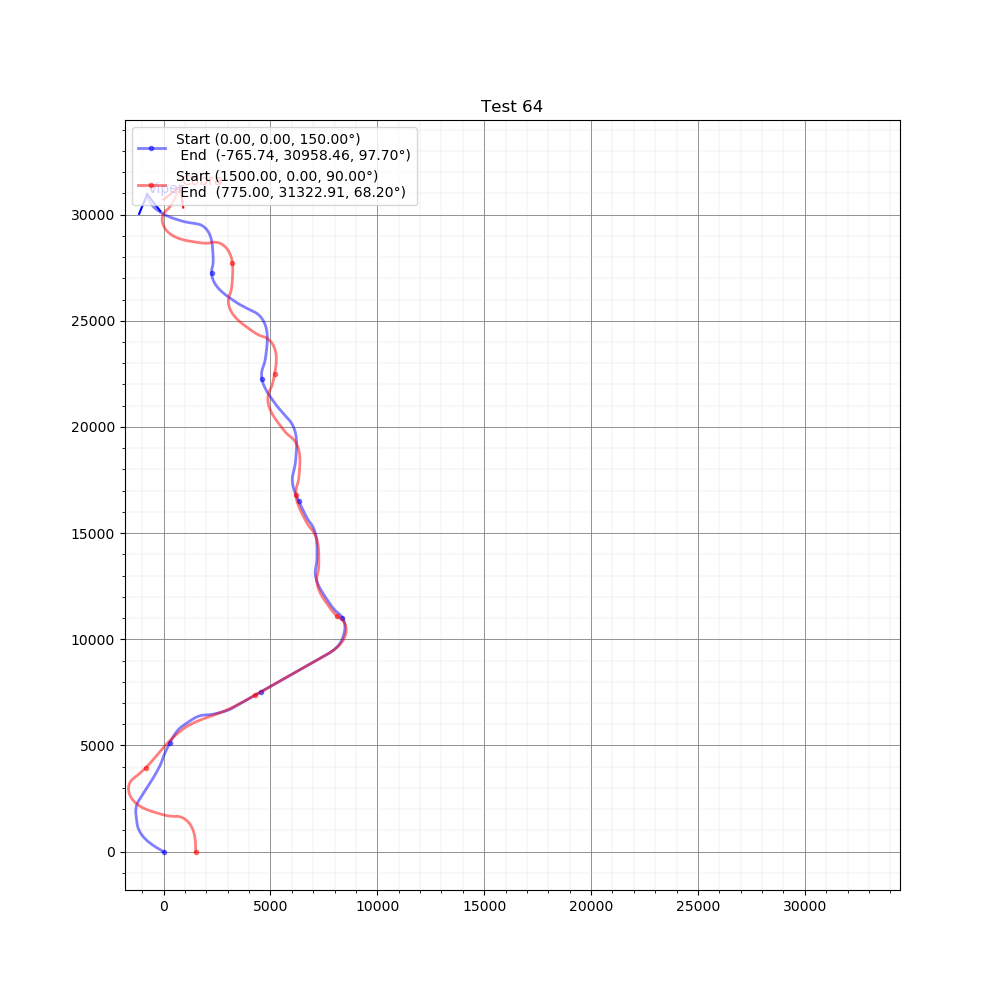 Test 64
Start (0.00, 0.00, 150.00°)
End (-765.74, 30958.46, 97.70°)
Start (1500.00, 0.00, 90.00°)
End (775.00, 31322.91, 68.20°)
30000
25000
20000
15000
10000
5000
0
0 5000 10000 15000 20000 25000 30000